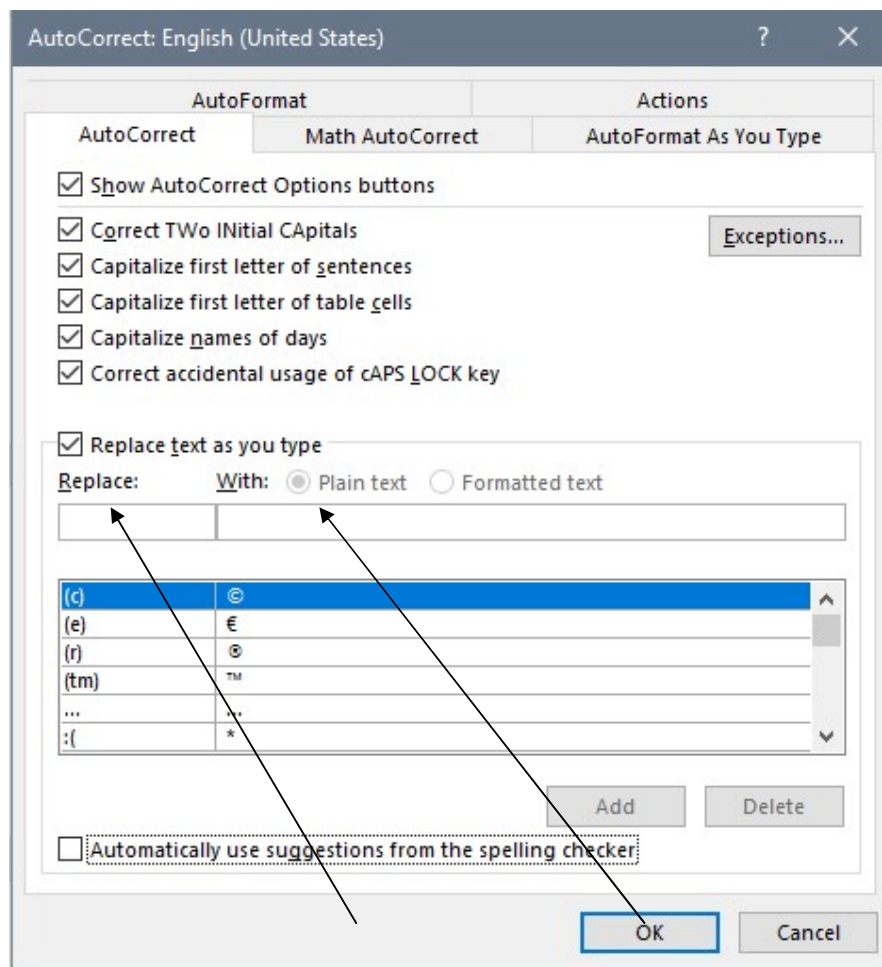 AutoCorrect: English (United States) ? ×
AutoFormat Actions
AutoCorrect Math AutoCorrect AutoFormat As You Type
Show AutoCorrect Options buttons
Correct TWo INitial CApitals Exceptions...
Capitalize first letter of sentences
Capitalize first letter of table cells
Capitalize names of days
Correct accidental usage of cAPS LOCK key
Replace text as you type
Replace: With: Plain text Formatted text
(c) ©
(e) €
(r) ®
(tm) ™
... ...
:( *
Add Delete
Automatically use suggestions from the spelling checker
OK Cancel